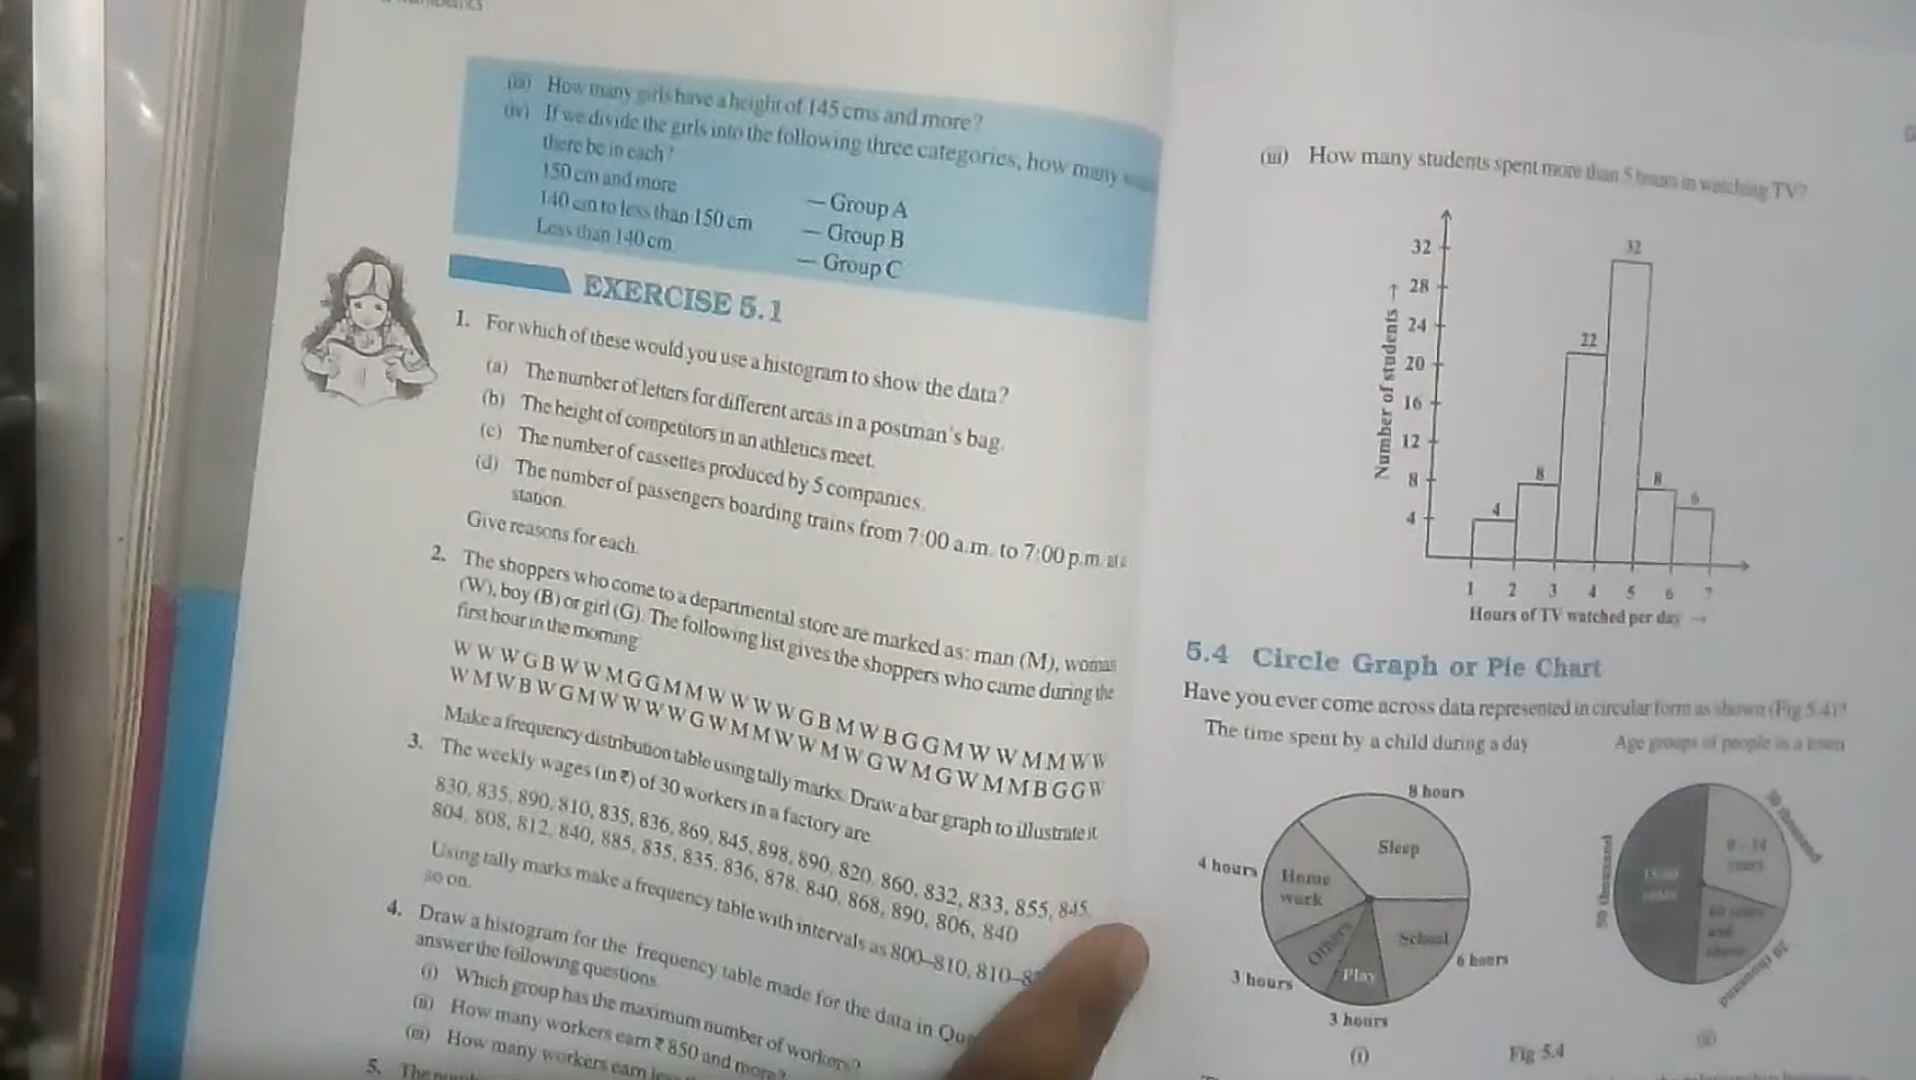 (iii) How many girls have a height of 145 cms and more?
(iv) If we divide the girls into the following three categories, how many
there be in each?
150 cm and more — Group A
140 cm to less than 150 cm — Group B
Less than 140 cm — Group C
EXERCISE 5.1
1. For which of these would you use a histogram to show the data?
(a) The number of letters for different areas in a postman's bag.
(b) The height of competitors in an athletics meet.
(c) The number of cassettes produced by 5 companies.
(d) The number of passengers boarding trains from 7:00 a.m. to 7:00 p.m. at a
station.
Give reasons for each.
2. The shoppers who come to a departmental store are marked as: man (M), woman
(W), boy (B) or girl (G). The following list gives the shoppers who came during the
first hour in the morning
W W W G B W W M G G M M W W W W G B M W B G G M W W M M W W
W M W B W G M W W W W G W M M W W M W G W M G W M M B G G W
Make a frequency distribution table using tally marks. Draw a bar graph to illustrate it.
3. The weekly wages (in ₹) of 30 workers in a factory are
830, 835, 890, 810, 835, 836, 869, 845, 898, 890, 820, 860, 832, 833, 855, 845,
804, 808, 812, 840, 885, 835, 835, 836, 878, 840, 868, 890, 806, 840
Using tally marks make a frequency table with intervals as 800–810, 810–8
so on.
4. Draw a histogram for the frequency table made for the data in
answer the following questions.
(i) Which group has the maximum number of workers?
(ii) How many workers earn ₹ 850 and more?
(iii) How many workers earn
5. The
(iii) How many students spent more than 5 hours in watching TV?
Number of students →
32
28
24
20
16
12
8
4
4
8
22
32
8
6
1 2 3 4 5 6 7
Hours of TV watched per day →
5.4 Circle Graph or Pie Chart
Have you ever come across data represented in circular form as shown (Fig 5.4)?
The time spent by a child during a day
8 hours
Sleep
4 hours
Home
work
Others
School
6 hours
Play
3 hours
3 hours
(i)
Age groups of people in a town
50 thousand
0 – 14
years
years
(ii)
Fig 5.4